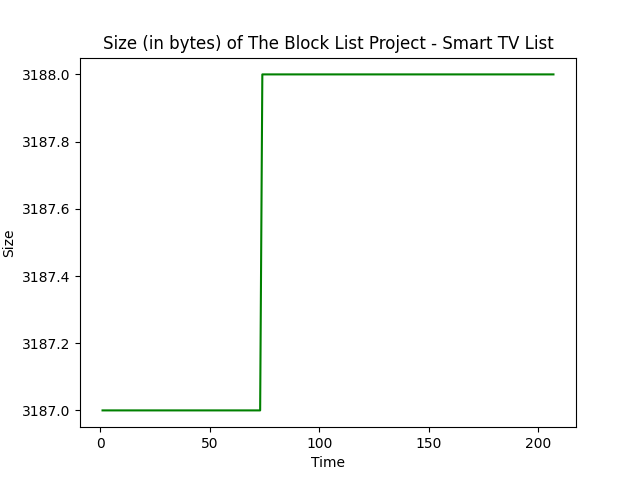 Size (in bytes) of The Block List Project - Smart TV List
3188.0
3187.8
3187.6
3187.4
3187.2
3187.0
Size
0 50 100 150 200
Time